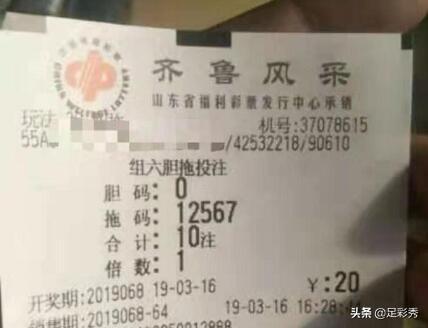 齐鲁风采
山东省福利彩票发行中心承销
玩法 机号:37078615
55A /42532218/90610
组六胆拖投注
胆码:0
拖码:12567
合计:10注
倍数:1
开奖期:2019068 19-03-16 ¥:20
销售期:2019068-64 19-03-16 16:28:44
头条 @足彩秀